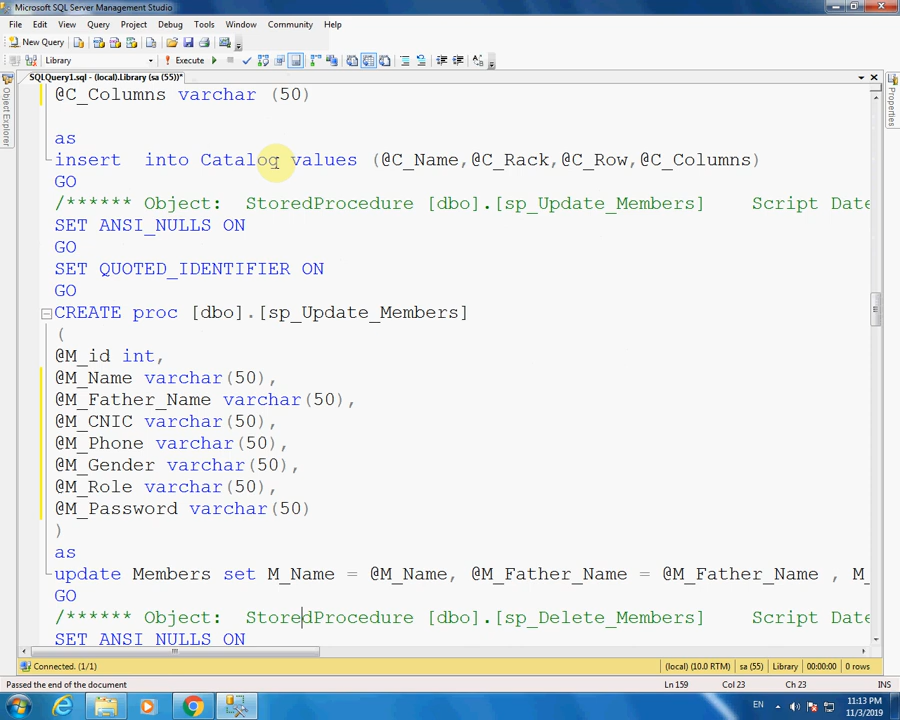 Microsoft SQL Server Management Studio
File Edit View Query Project Debug Tools Window Community Help
New Query
Library Execute
SQLQuery1.sql - (local).Library (sa (55))*
Object Explorer
Properties
@C_Columns varchar (50)
as
insert into Catalog values (@C_Name,@C_Rack,@C_Row,@C_Columns)
GO
/****** Object: StoredProcedure [dbo].[sp_Update_Members] Script Date
SET ANSI_NULLS ON
GO
SET QUOTED_IDENTIFIER ON
GO
CREATE proc [dbo].[sp_Update_Members]
(
@M_id int,
@M_Name varchar(50),
@M_Father_Name varchar(50),
@M_CNIC varchar(50),
@M_Phone varchar(50),
@M_Gender varchar(50),
@M_Role varchar(50),
@M_Password varchar(50)
)
as
update Members set M_Name = @M_Name, @M_Father_Name = @M_Father_Name , M_
GO
/****** Object: StoredProcedure [dbo].[sp_Delete_Members] Script Date
SET ANSI NULLS ON
Connected. (1/1) (local) (10.0 RTM) sa (55) Library 00:00:00 0 rows
Passed the end of the document Ln 159 Col 23 Ch 23 INS
EN 11:13 PM
11/3/2019